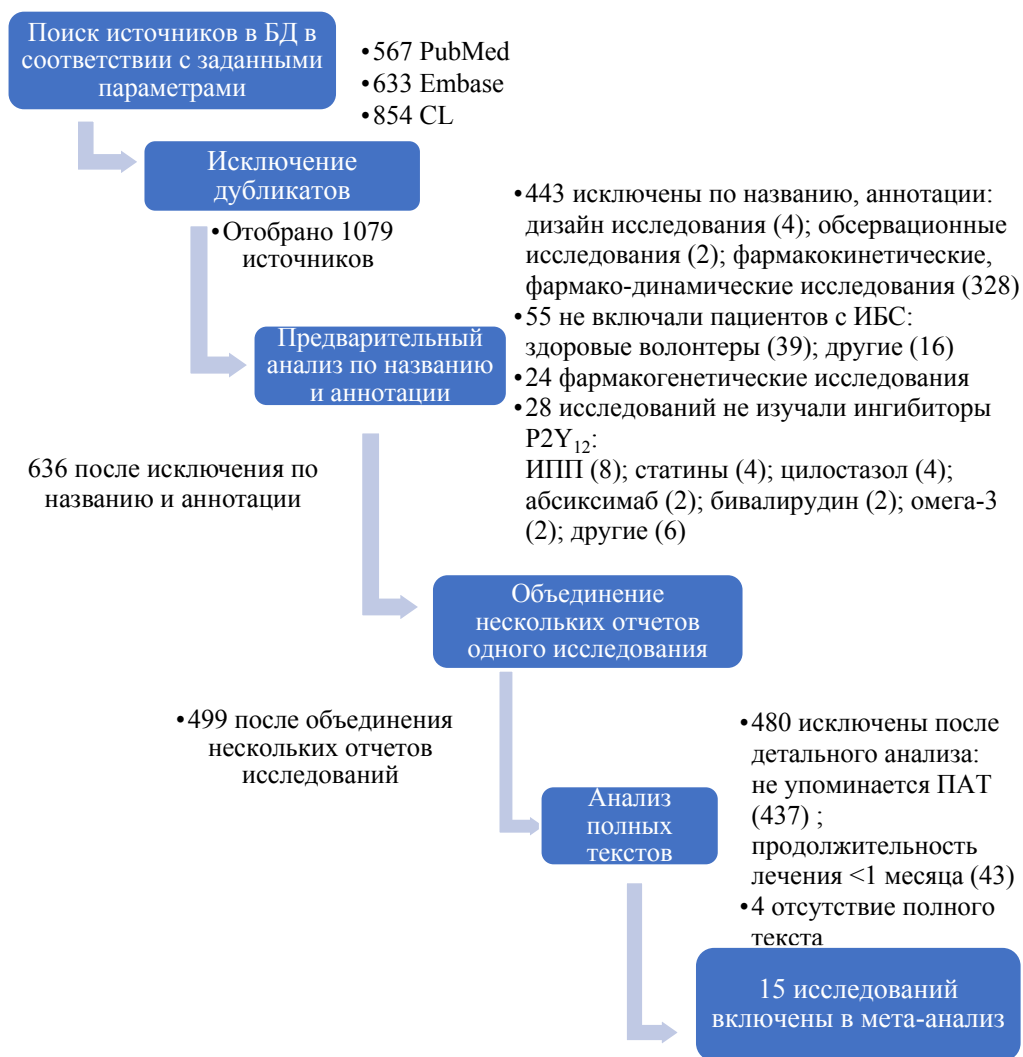 Поиск источников в БД в
соответствии с заданными
параметрами
•567 PubMed
•633 Embase
•854 CL
Исключение
дубликатов
•Отобрано 1079
источников
•443 исключены по названию, аннотации:
дизайн исследования (4); обсервационные
исследования (2); фармакокинетические,
фармако-динамические исследования (328)
•55 не включали пациентов с ИБС:
здоровые волонтеры (39); другие (16)
•24 фармакогенетические исследования
•28 исследований не изучали ингибиторы
P2Y₁₂:
ИПП (8); статины (4); цилостазол (4);
абсиксимаб (2); бивалирудин (2); омега-3
(2); другие (6)
Предварительный
анализ по названию
и аннотации
636 после исключения по
названию и аннотации
Объединение
нескольких отчетов
одного исследования
•499 после объединения
нескольких отчетов
исследований
•480 исключены после
детального анализа:
не упоминается ПАТ
(437) ;
продолжительность
лечения <1 месяца (43)
•4 отсутствие полного
текста
Анализ
полных
текстов
15 исследований
включены в мета-анализ